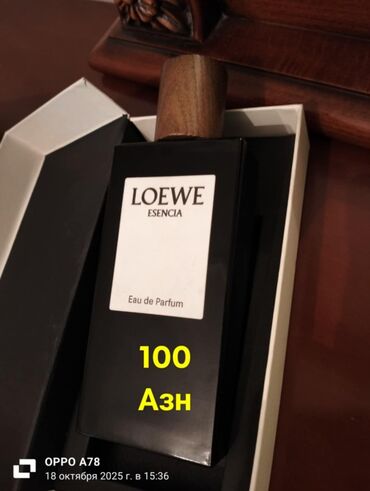 LOEWE
ESENCIA
Eau de Parfum
100
Азн
OPPO A78
18 октября 2025 г. в 15:36